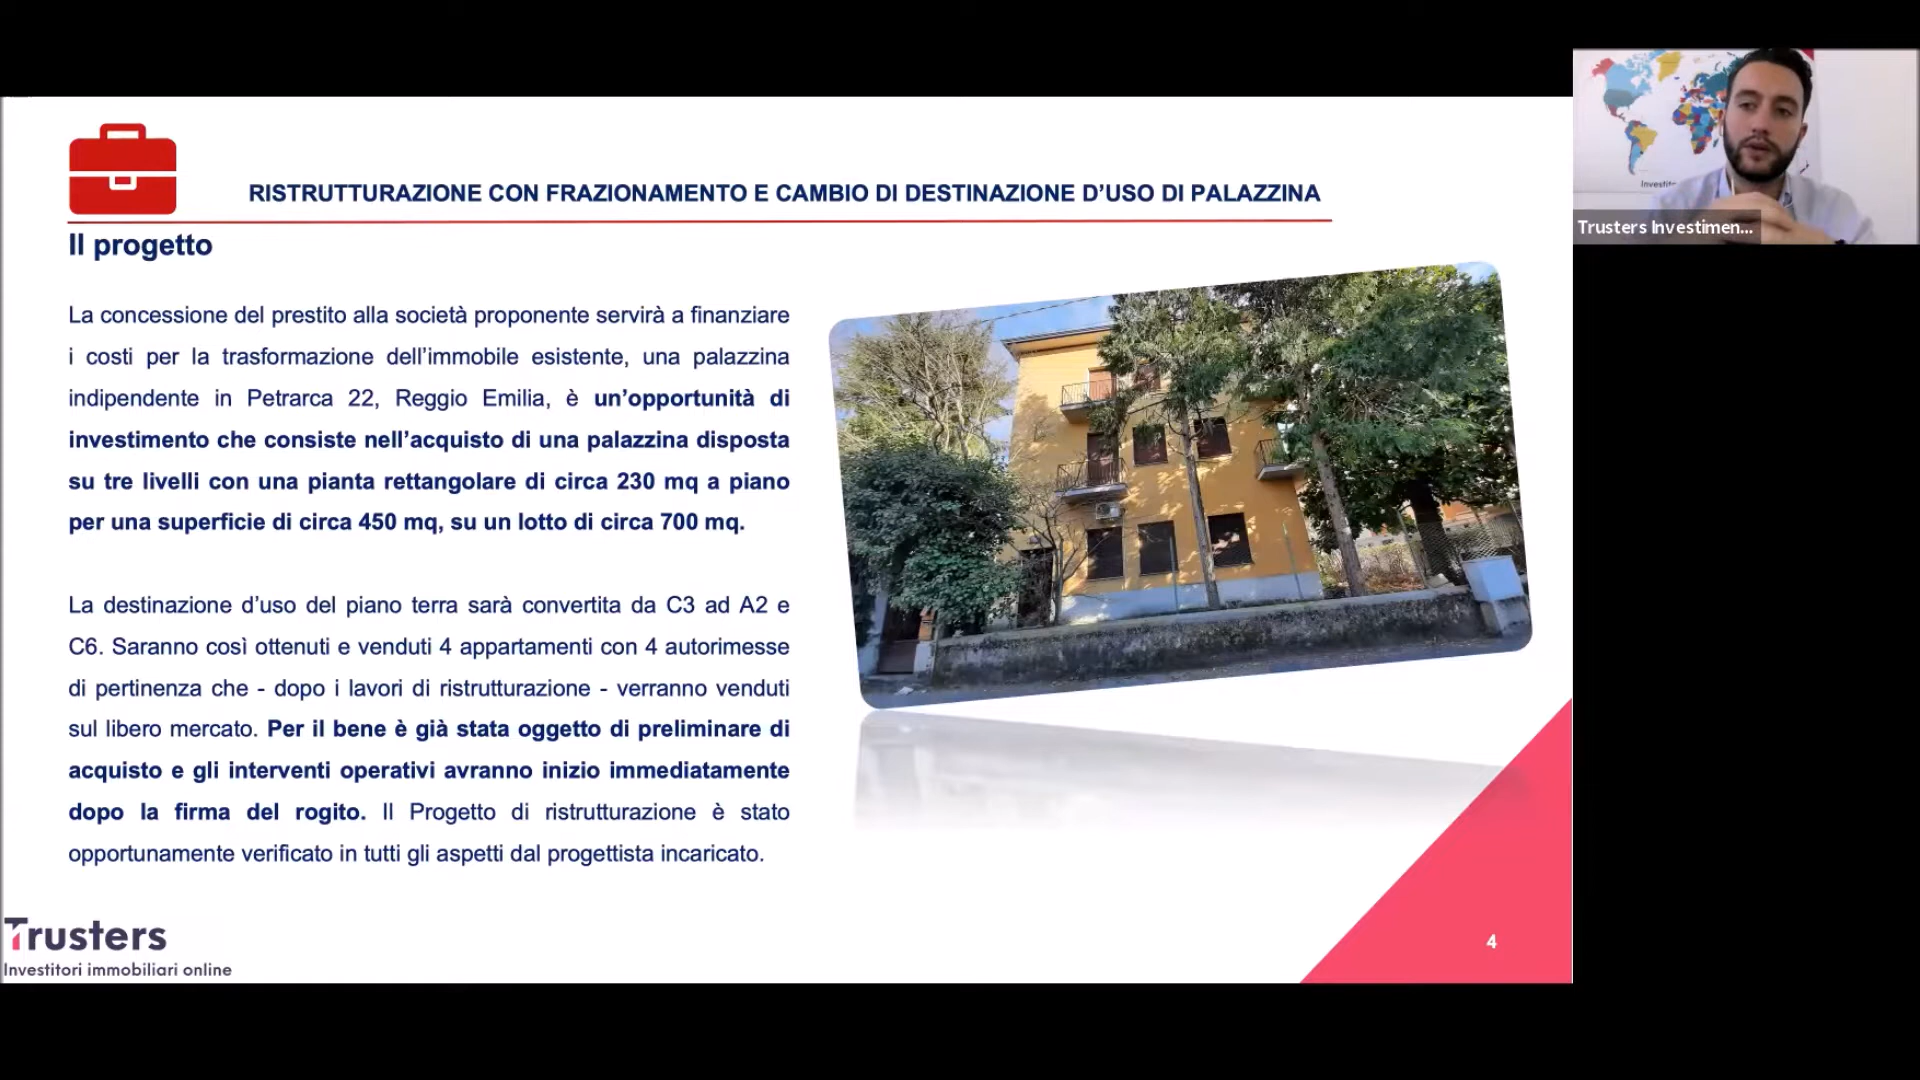 RISTRUTTURAZIONE CON FRAZIONAMENTO E CAMBIO DI DESTINAZIONE D’USO DI PALAZZINA
Il progetto
La concessione del prestito alla società proponente servirà a finanziare
i costi per la trasformazione dell’immobile esistente, una palazzina
indipendente in Petrarca 22, Reggio Emilia, è un’opportunità di
investimento che consiste nell’acquisto di una palazzina disposta
su tre livelli con una pianta rettangolare di circa 230 mq a piano
per una superficie di circa 450 mq, su un lotto di circa 700 mq.
La destinazione d’uso del piano terra sarà convertita da C3 ad A2 e
C6. Saranno così ottenuti e venduti 4 appartamenti con 4 autorimesse
di pertinenza che - dopo i lavori di ristrutturazione - verranno venduti
sul libero mercato. Per il bene è già stata oggetto di preliminare di
acquisto e gli interventi operativi avranno inizio immediatamente
dopo la firma del rogito. Il Progetto di ristrutturazione è stato
opportunamente verificato in tutti gli aspetti dal progettista incaricato.
Trusters
Investitori immobiliari online
4
Trusters Investimen...